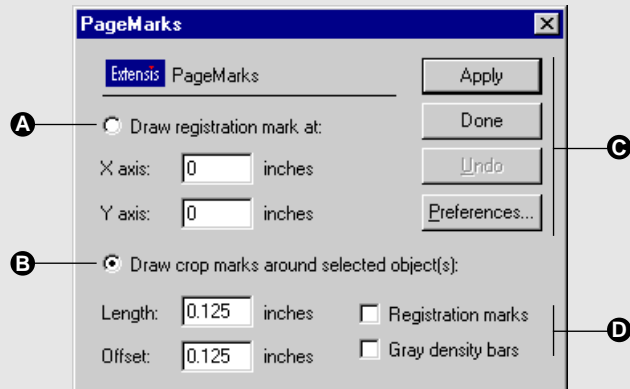 PageMarks
Extensis PageMarks
Apply
A
Draw registration mark at:
Done
C
X axis: 0 inches
Undo
Y axis: 0 inches
Preferences...
B
Draw crop marks around selected object(s):
Length: 0.125 inches
Registration marks
D
Offset: 0.125 inches
Gray density bars